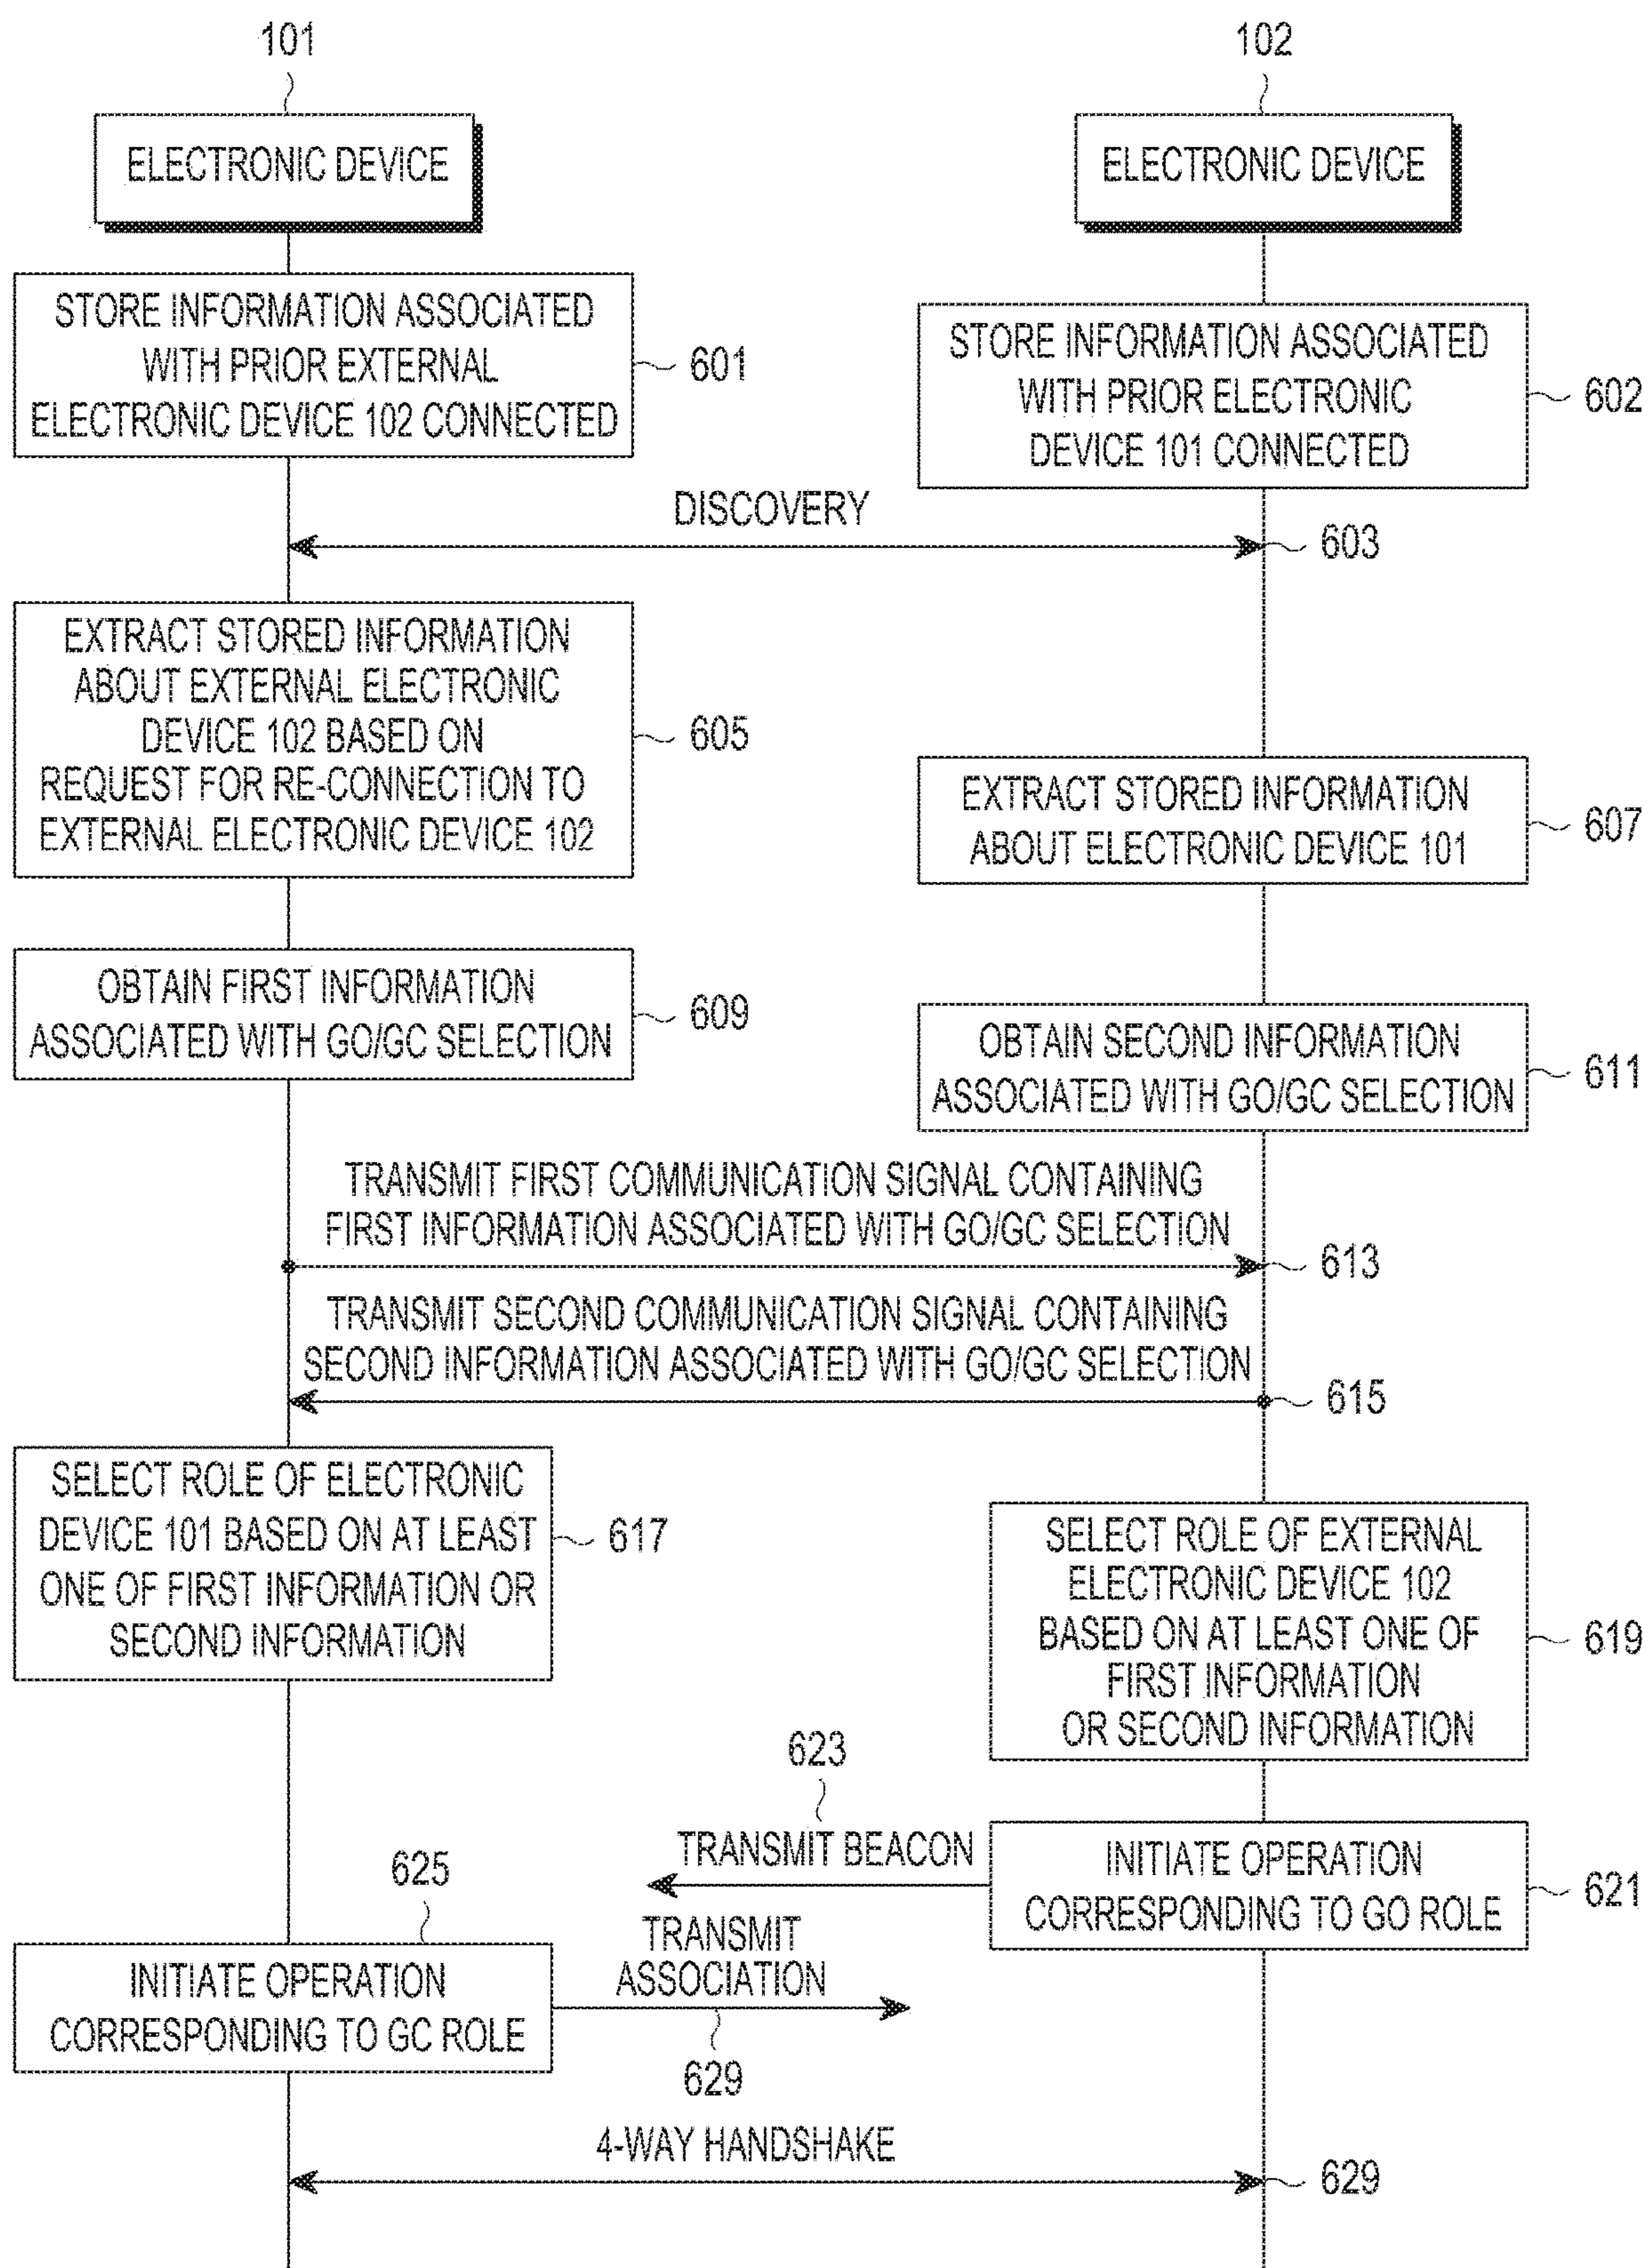 101
102
ELECTRONIC DEVICE
ELECTRONIC DEVICE
STORE INFORMATION ASSOCIATED
WITH PRIOR EXTERNAL
ELECTRONIC DEVICE 102 CONNECTED
601
STORE INFORMATION ASSOCIATED
WITH PRIOR ELECTRONIC
DEVICE 101 CONNECTED
602
DISCOVERY
603
EXTRACT STORED INFORMATION
ABOUT EXTERNAL ELECTRONIC
DEVICE 102 BASED ON
REQUEST FOR RE-CONNECTION TO
EXTERNAL ELECTRONIC DEVICE 102
605
EXTRACT STORED INFORMATION
ABOUT ELECTRONIC DEVICE 101
607
OBTAIN FIRST INFORMATION
ASSOCIATED WITH GO/GC SELECTION
609
OBTAIN SECOND INFORMATION
ASSOCIATED WITH GO/GC SELECTION
611
TRANSMIT FIRST COMMUNICATION SIGNAL CONTAINING
FIRST INFORMATION ASSOCIATED WITH GO/GC SELECTION
613
TRANSMIT SECOND COMMUNICATION SIGNAL CONTAINING
SECOND INFORMATION ASSOCIATED WITH GO/GC SELECTION
615
SELECT ROLE OF ELECTRONIC
DEVICE 101 BASED ON AT LEAST
ONE OF FIRST INFORMATION OR
SECOND INFORMATION
617
SELECT ROLE OF EXTERNAL
ELECTRONIC DEVICE 102
BASED ON AT LEAST ONE OF
FIRST INFORMATION
OR SECOND INFORMATION
619
623
TRANSMIT BEACON
INITIATE OPERATION
CORRESPONDING TO GO ROLE
621
625
INITIATE OPERATION
CORRESPONDING TO GC ROLE
TRANSMIT
ASSOCIATION
629
4-WAY HANDSHAKE
629